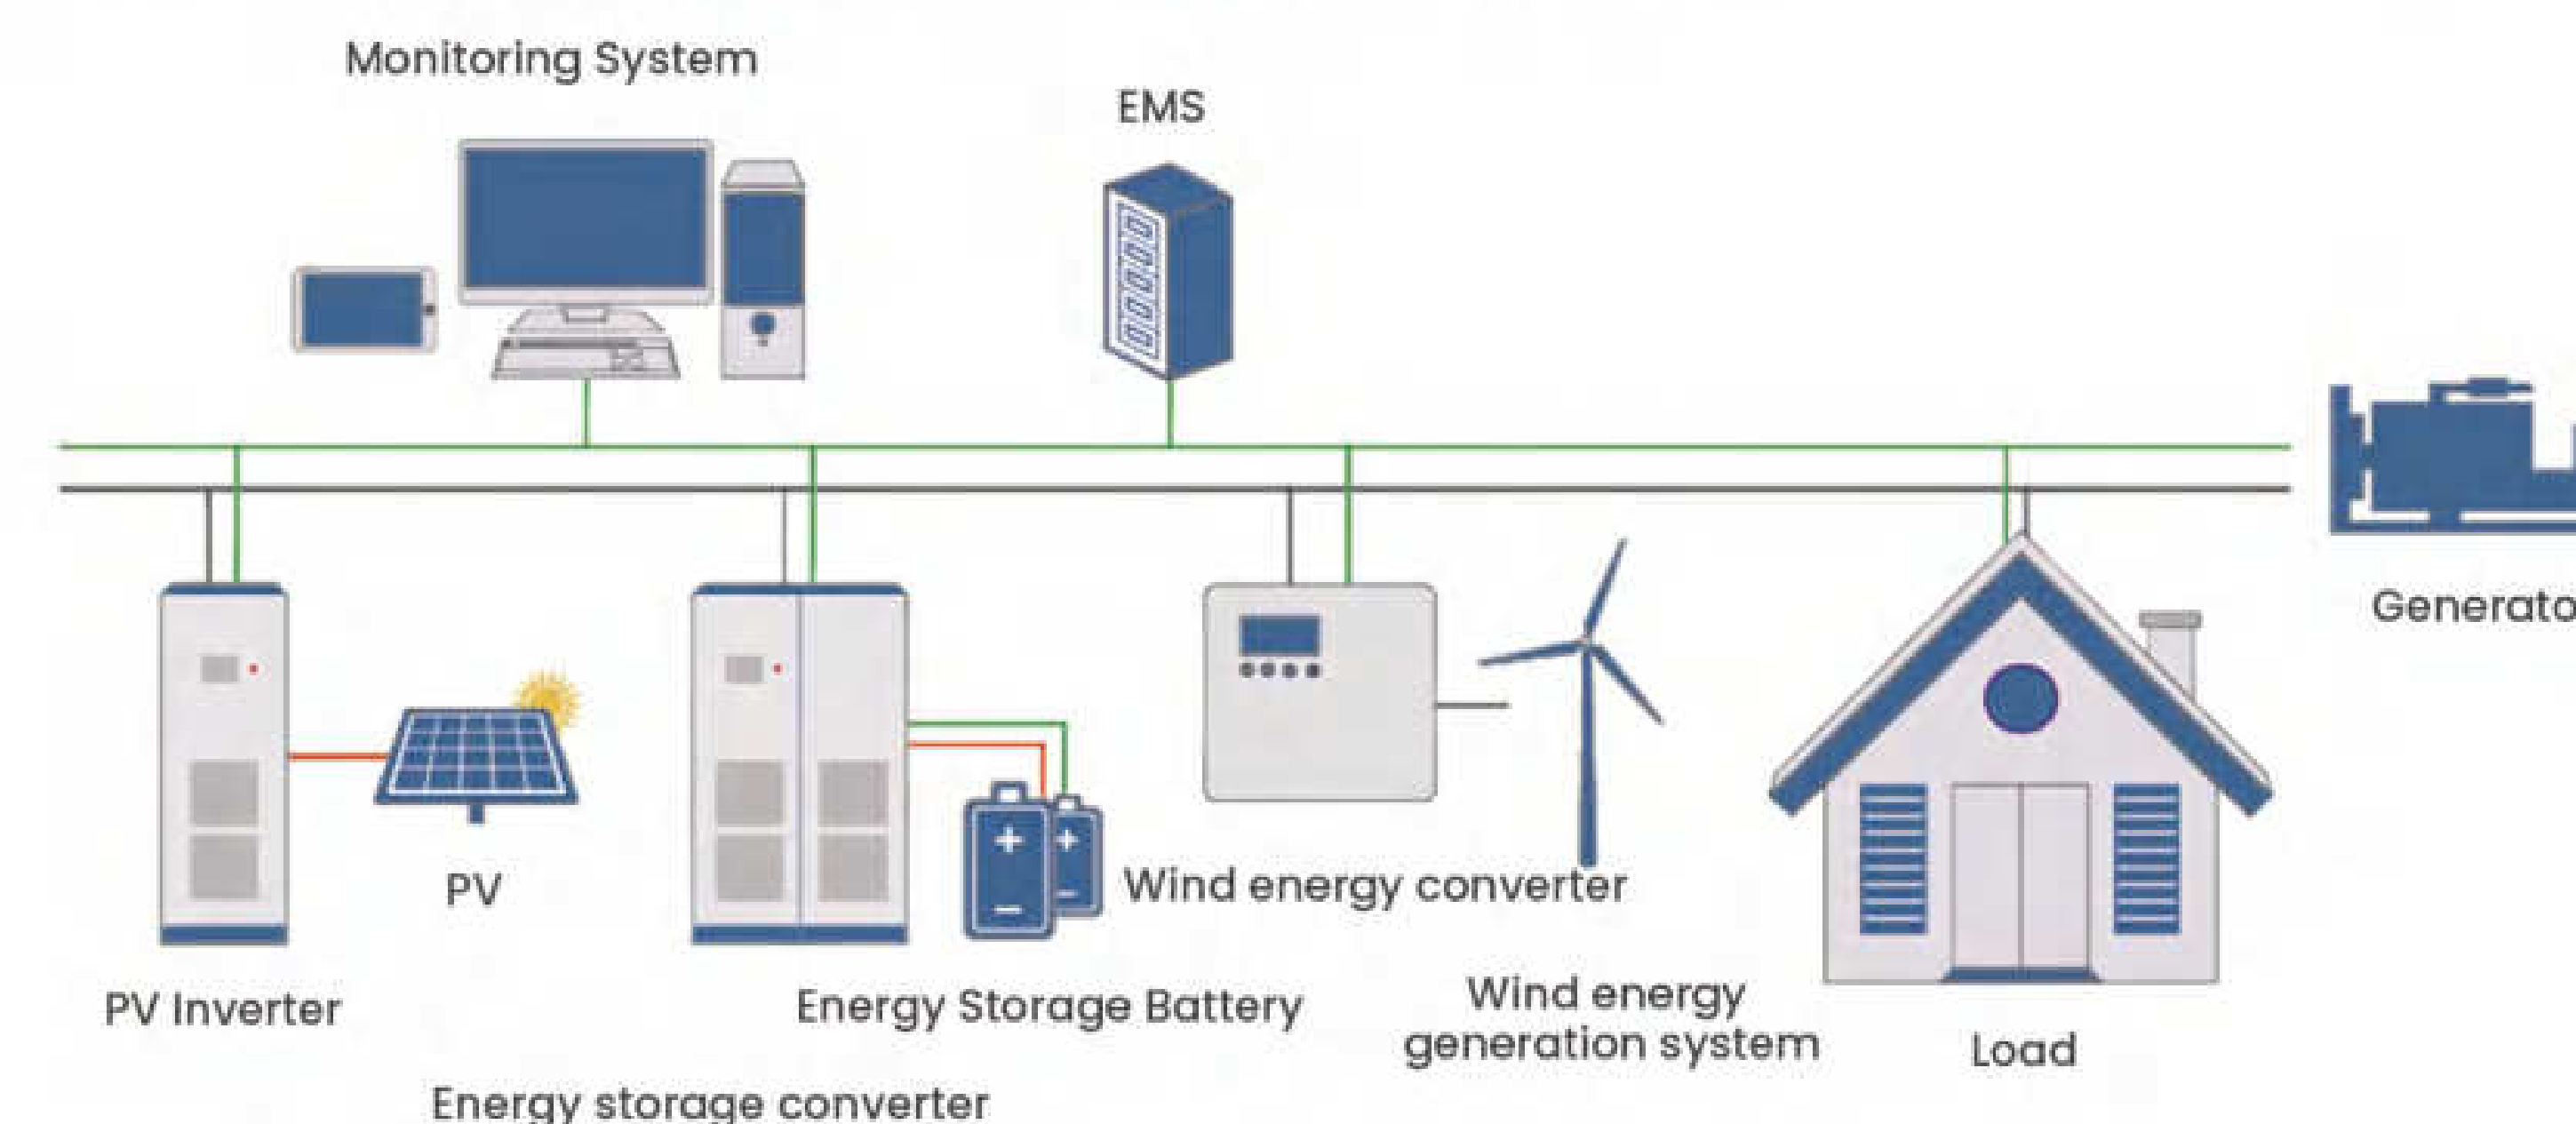 Monitoring System
EMS
Generato
PV
Wind energy converter
PV Inverter
Energy Storage Battery
Wind energy
generation system
Load
Energy storage converter